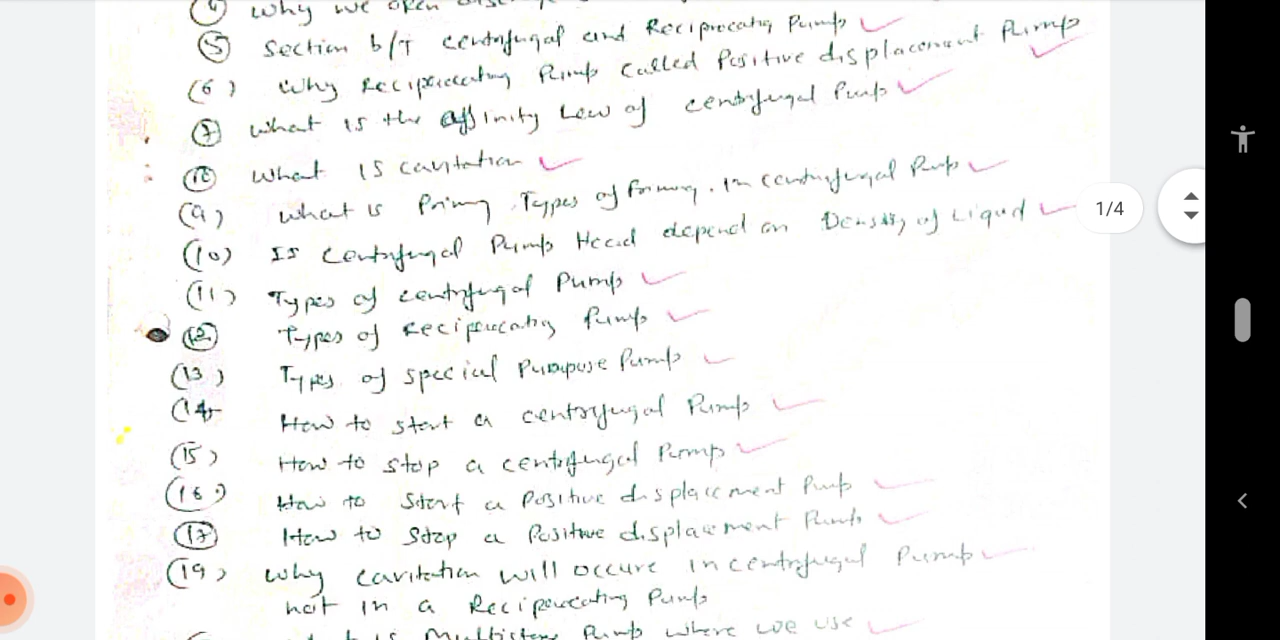 Why we open
(5) Section b/T centrifugal and Reciprocating Pump
(6) Why Reciprocating Pump called Positive displacement Pump
(7) What is the affinity Law of centrifugal Pump
What is cavitation
(9) What is Priming. Types of Priming. In centrifugal Pump
(10) Is Centrifugal Pump Head depend on Density of Liquid
(11) Types of centrifugal Pump
(12) Types of Reciprocating Pump
(13) Types of special Purpose Pump
(14) How to start a centrifugal Pump
(15) How to stop a centrifugal Pump
(16) How to Start a Positive displacement Pump
(17) How to Stop a Positive displacement Pump
(19) Why cavitation will occure in centrifugal Pump
not in a Reciprocating Pump
is Multistage Pump where we use
1/4